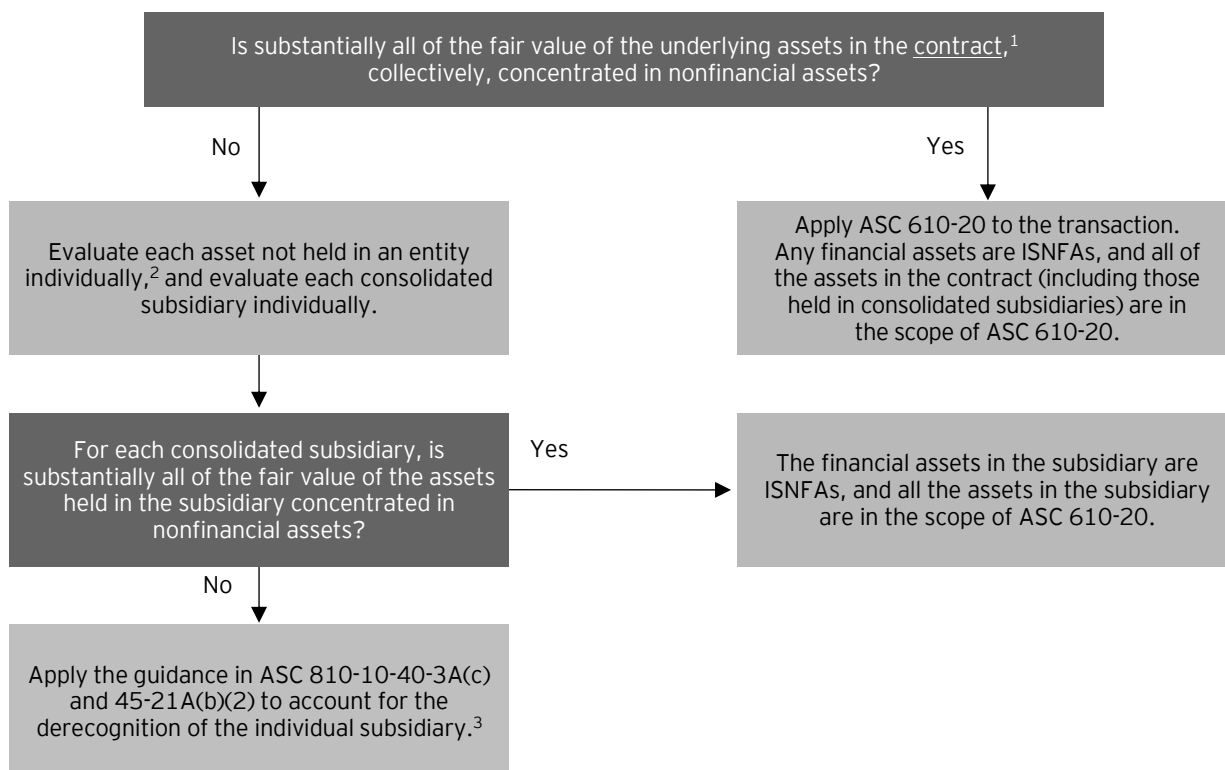 Is substantially all of the fair value of the underlying assets in the contract,¹
collectively, concentrated in nonfinancial assets?
No
Yes
Evaluate each asset not held in an entity
individually,² and evaluate each consolidated
subsidiary individually.
Apply ASC 610-20 to the transaction.
Any financial assets are ISNFAs, and all of
the assets in the contract (including those
held in consolidated subsidiaries) are in
the scope of ASC 610-20.
For each consolidated subsidiary, is
substantially all of the fair value of the assets
held in the subsidiary concentrated in
nonfinancial assets?
Yes
The financial assets in the subsidiary are
ISNFAs, and all the assets in the subsidiary
are in the scope of ASC 610-20.
No
Apply the guidance in ASC 810-10-40-3A(c)
and 45-21A(b)(2) to account for the
derecognition of the individual subsidiary.³